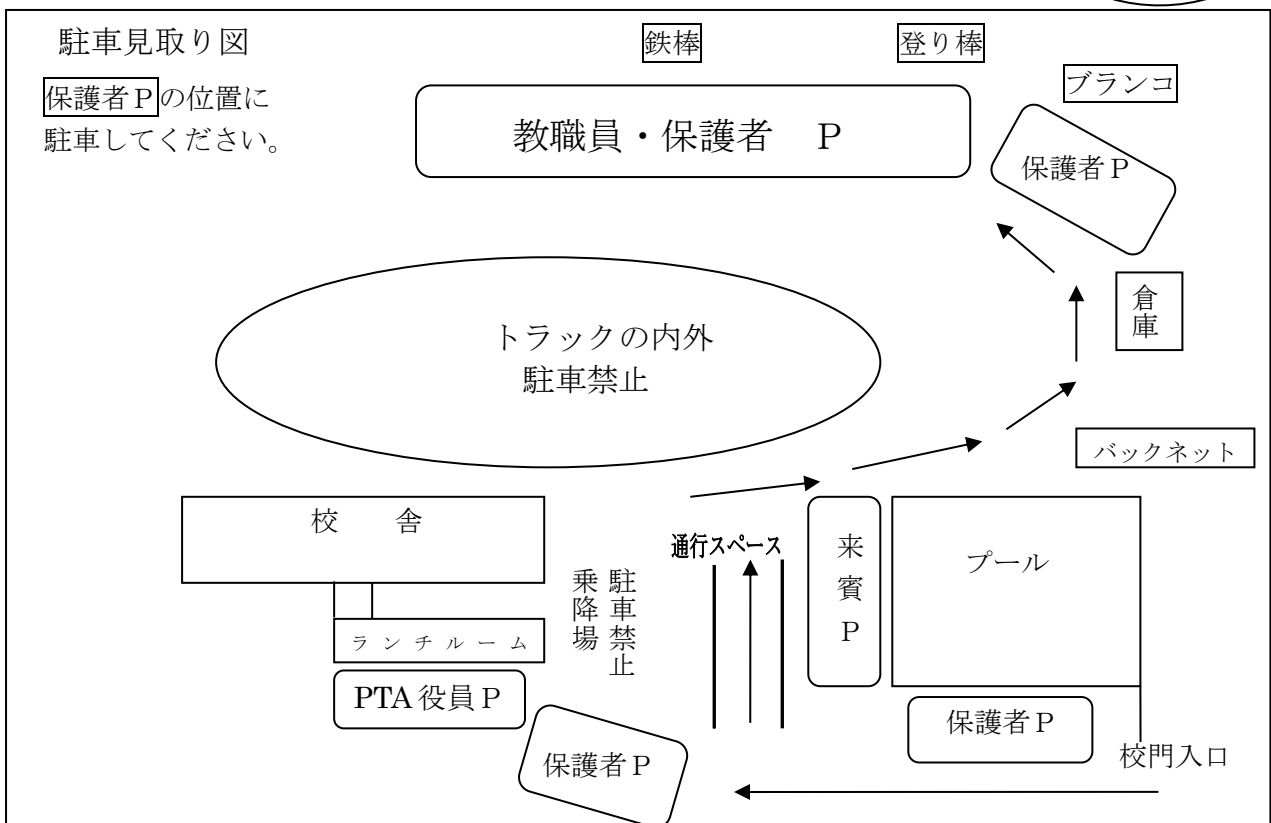 駐車見取り図
保護者Ｐの位置に
駐車してください。
鉄棒
登り棒
ブランコ
教職員・保護者　Ｐ
保護者Ｐ
倉庫
トラックの内外
駐車禁止
バックネット
校　　舎
通行スペース
来賓Ｐ
プール
駐車禁止
乗降場
ランチルーム
PTA役員Ｐ
保護者Ｐ
保護者Ｐ
校門入口